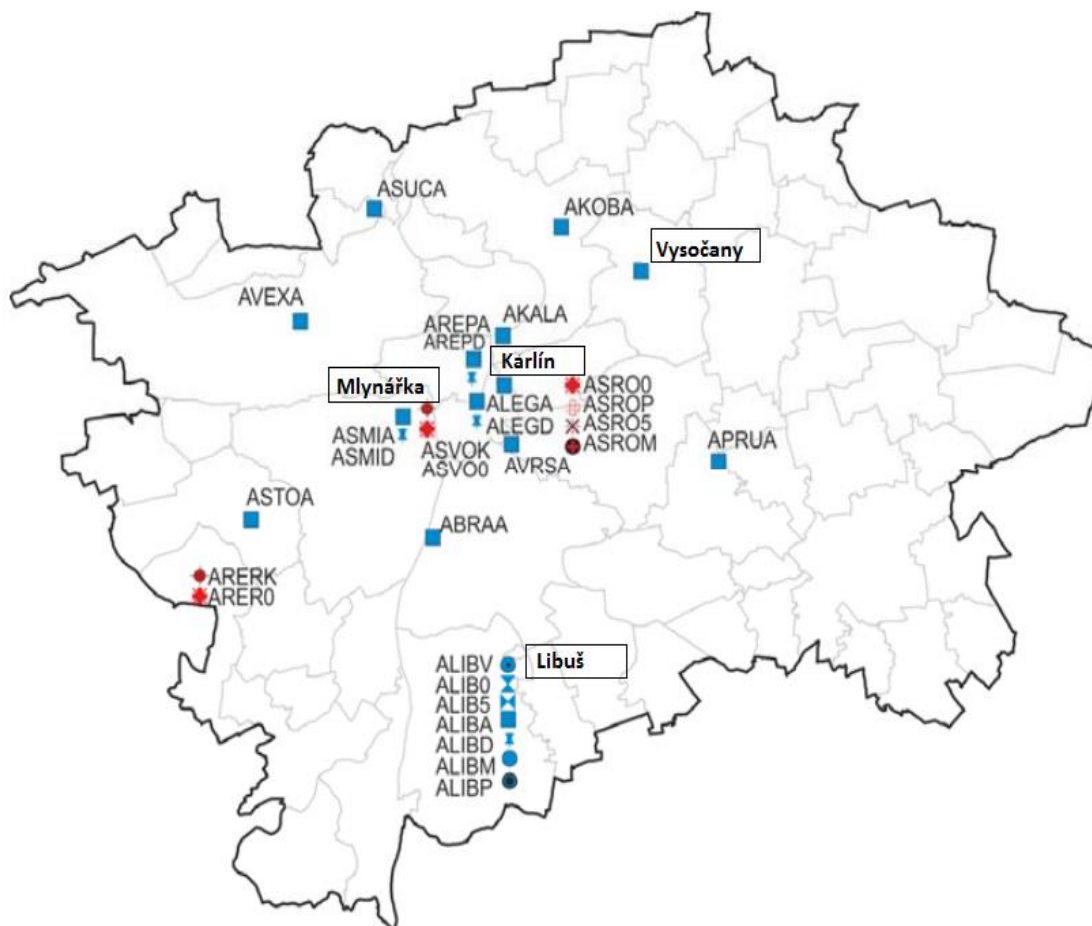 ASUCA
AKOBA
Vysočany
AVEXA
AREPA
AREPD
AKALA
Karlín
Mlynářka
ASRO0
ASROP
ASRO5
ASROM
ALEGA
ALEGD
ASMIA
ASMID
ASVOK
ASVO0
AVRSA
APRUA
ASTOA
ABRAA
ARERK
ARER0
Libuš
ALIBV
ALIB0
ALIB5
ALIBA
ALIBD
ALIBM
ALIBP